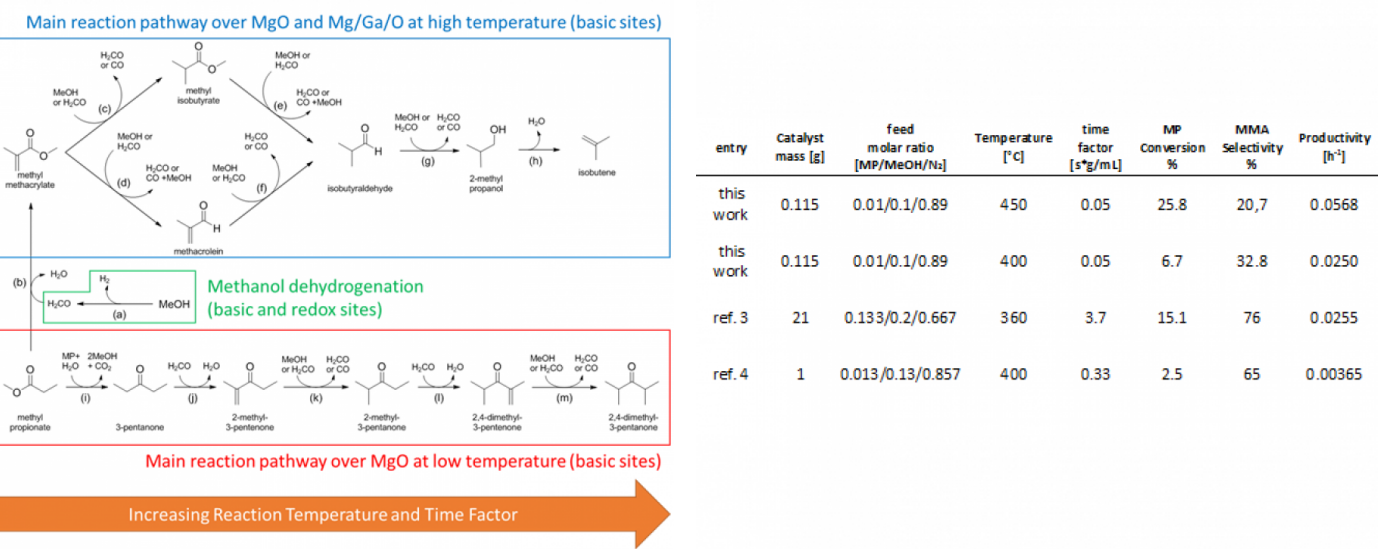 Main reaction pathway over MgO and Mg/Ga/O at high temperature (basic sites)
H₂CO
or CO
MeOH
or H₂CO
(c)
methyl
isobutyrate
MeOH or
H₂CO
(e)
H₂CO or
CO +MeOH
methyl
methacrylate
MeOH or
H₂CO
(d)
H₂CO or
CO +MeOH
H₂CO
or CO
MeOH
or H₂CO
(f)
methacrolein
isobutyraldehyde
MeOH or H₂CO
H₂CO or CO
(g)
OH
2-methyl
propanol
H₂O
(h)
isobutene
O
O
O
O
O
H
O
H
(b)
H₂O
H₂
H₂CO
MeOH
(a)
Methanol dehydrogenation
(basic and redox sites)
MP+ 2MeOH
H₂O + CO₂
(i)
H₂CO H₂O
(j)
MeOH H₂CO
or H₂CO or CO
(k)
H₂CO H₂O
(l)
MeOH H₂CO
or H₂CO or CO
(m)
O
O
O
O
O
O
O
methyl
propionate
3-pentanone
2-methyl-
3-pentenone
2-methyl-
3-pentanone
2,4-dimethyl-
3-pentenone
2,4-dimethyl-
3-pentanone
Main reaction pathway over MgO at low temperature (basic sites)
Increasing Reaction Temperature and Time Factor
entry Catalyst mass [g] feed molar ratio [MP/MeOH/N₂] Temperature [°C] time factor [s*g/mL] MP Conversion % MMA Selectivity % Productivity [h⁻¹]
this work 0.115 0.01/0.1/0.89 450 0.05 25.8 20,7 0.0568
this work 0.115 0.01/0.1/0.89 400 0.05 6.7 32.8 0.0250
ref. 3 21 0.133/0.2/0.667 360 3.7 15.1 76 0.0255
ref. 4 1 0.013/0.13/0.857 400 0.33 2.5 65 0.00365